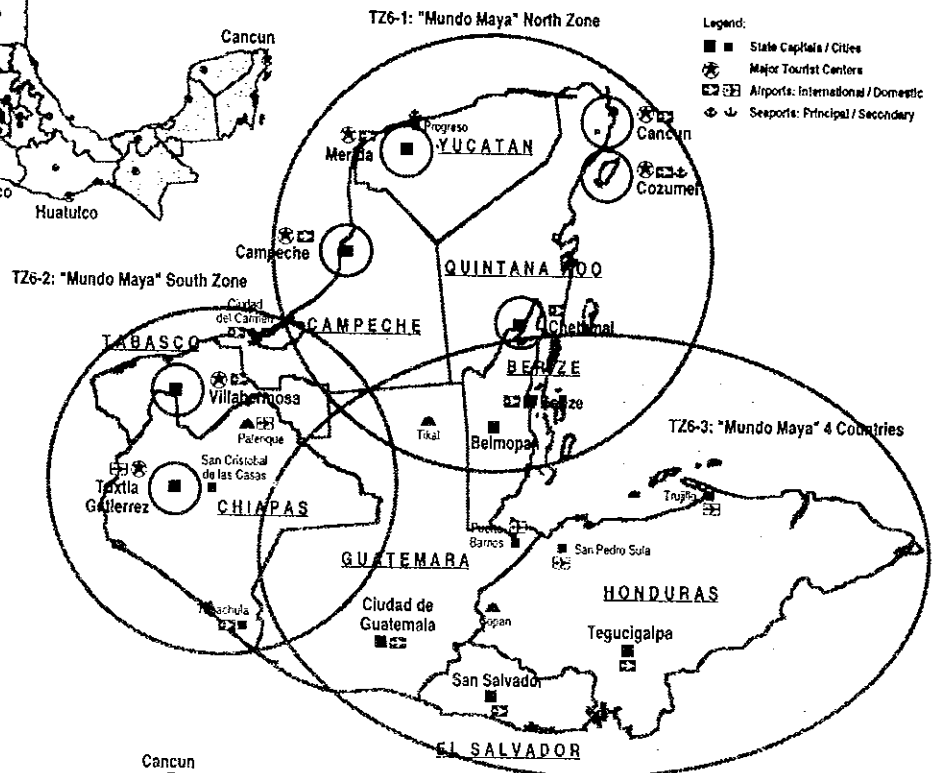 TZ6-1: "Mundo Maya" North Zone
Legend:
State Capitals / Cities
Major Tourist Centers
Airports: International / Domestic
Seaports: Principal / Secondary
Cancun
Huatulco
Progreso
Merida
YUCATAN
Cancun
Cozumel
Campeche
QUINTANA ROO
TZ6-2: "Mundo Maya" South Zone
Ciudad
del Carmen
CAMPECHE
Chetumal
TABASCO
Villahermosa
BERIZE
Belize
Palenque
Tikal
Belmopan
TZ6-3: "Mundo Maya" 4 Countries
San Cristobal
de las Casas
Tuxtla
Gutierrez
CHIAPAS
Trujillo
Puerto
Barrios
San Pedro Sula
GUATEMARA
HONDURAS
Ciudad de
Guatemala
Tapachula
Copan
Tegucigalpa
San Salvador
EL SALVADOR
Cancun